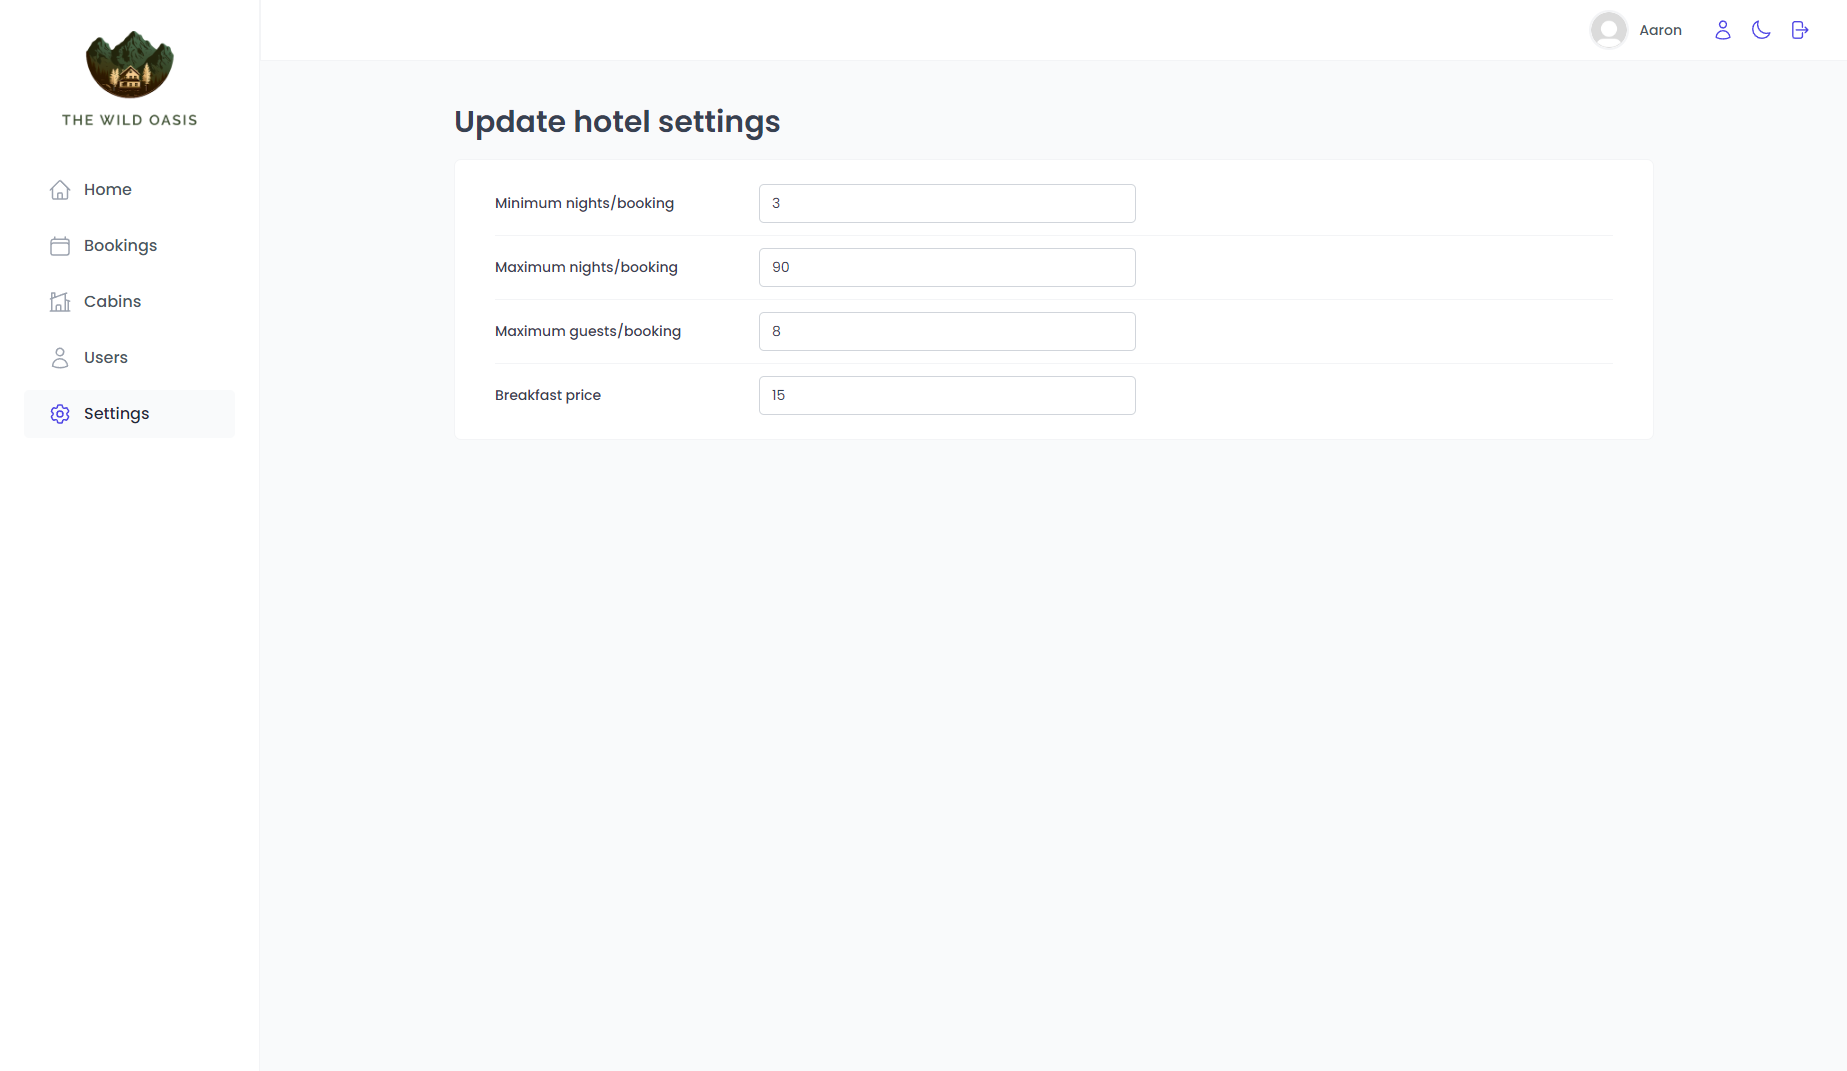 THE WILD OASIS
Home
Bookings
Cabins
Users
Settings
Aaron
Update hotel settings
Minimum nights/booking
3
Maximum nights/booking
90
Maximum guests/booking
8
Breakfast price
15